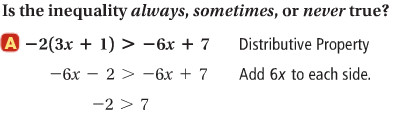 Is the inequality always, sometimes, or never true?
A −2(3x + 1) > −6x + 7 Distributive Property
−6x − 2 > −6x + 7 Add 6x to each side.
−2 > 7